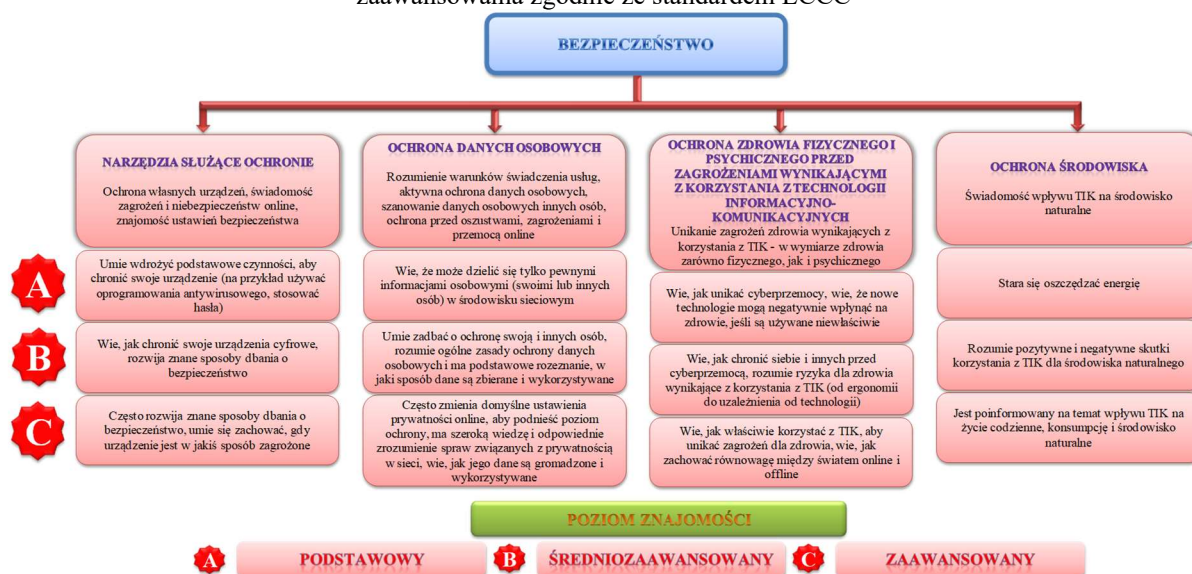 zaawansowania zgodnie ze standardem ECCC
BEZPIECZEŃSTWO
NARZĘDZIA SŁUŻĄCE OCHRONIE
Ochrona własnych urządzeń, świadomość
zagrożeń i niebezpieczeństw online,
znajomość ustawień bezpieczeństwa
OCHRONA DANYCH OSOBOWYCH
Rozumienie warunków świadczenia usług,
aktywna ochrona danych osobowych,
szanowanie danych osobowych innych osób,
ochrona przed oszustwami, zagrożeniami i
przemocą online
OCHRONA ZDROWIA FIZYCZNEGO I
PSYCHICZNEGO PRZED
ZAGROŻENIAMI WYNIKAJĄCYMI
Z KORZYSTANIA Z TECHNOLOGII
INFORMACYJNO-
KOMUNIKACYJNYCH
Unikanie zagrożeń zdrowia wynikających z
korzystania z TIK - w wymiarze zdrowia
zarówno fizycznego, jak i psychicznego
OCHRONA ŚRODOWISKA
Świadomość wpływu TIK na środowisko
naturalne
A
Umie wdrożyć podstawowe czynności, aby
chronić swoje urządzenie (na przykład używać
oprogramowania antywirusowego, stosować
hasła)
Wie, że może dzielić się tylko pewnymi
informacjami osobowymi (swoimi lub innych
osób) w środowisku sieciowym
Wie, jak unikać cyberprzemocy, wie, że nowe
technologie mogą negatywnie wpłynąć na
zdrowie, jeśli są używane niewłaściwie
Stara się oszczędzać energię
B
Wie, jak chronić swoje urządzenia cyfrowe,
rozwija znane sposoby dbania o
bezpieczeństwo
Umie zadbać o ochronę swoją i innych osób,
rozumie ogólne zasady ochrony danych
osobowych i ma podstawowe rozeznanie, w
jaki sposób dane są zbierane i wykorzystywane
Wie, jak chronić siebie i innych przed
cyberprzemocą, rozumie ryzyka dla zdrowia
wynikające z korzystania z TIK (od ergonomii
do uzależnienia od technologii)
Rozumie pozytywne i negatywne skutki
korzystania z TIK dla środowiska naturalnego
C
Często rozwija znane sposoby dbania o
bezpieczeństwo, umie się zachować, gdy
urządzenie jest w jakiś sposób zagrożone
Często zmienia domyślne ustawienia
prywatności online, aby podnieść poziom
ochrony, ma szeroką wiedzę i odpowiednie
zrozumienie spraw związanych z prywatnością
w sieci, wie, jak jego dane są gromadzone i
wykorzystywane
Wie, jak właściwie korzystać z TIK, aby
unikać zagrożeń dla zdrowia, wie, jak
zachować równowagę między światem online i
offline
Jest poinformowany na temat wpływu TIK na
życie codzienne, konsumpcję i środowisko
naturalne
POZIOM ZNAJOMOŚCI
A PODSTAWOWY B ŚREDNIOZAAWANSOWANY C ZAAWANSOWANY